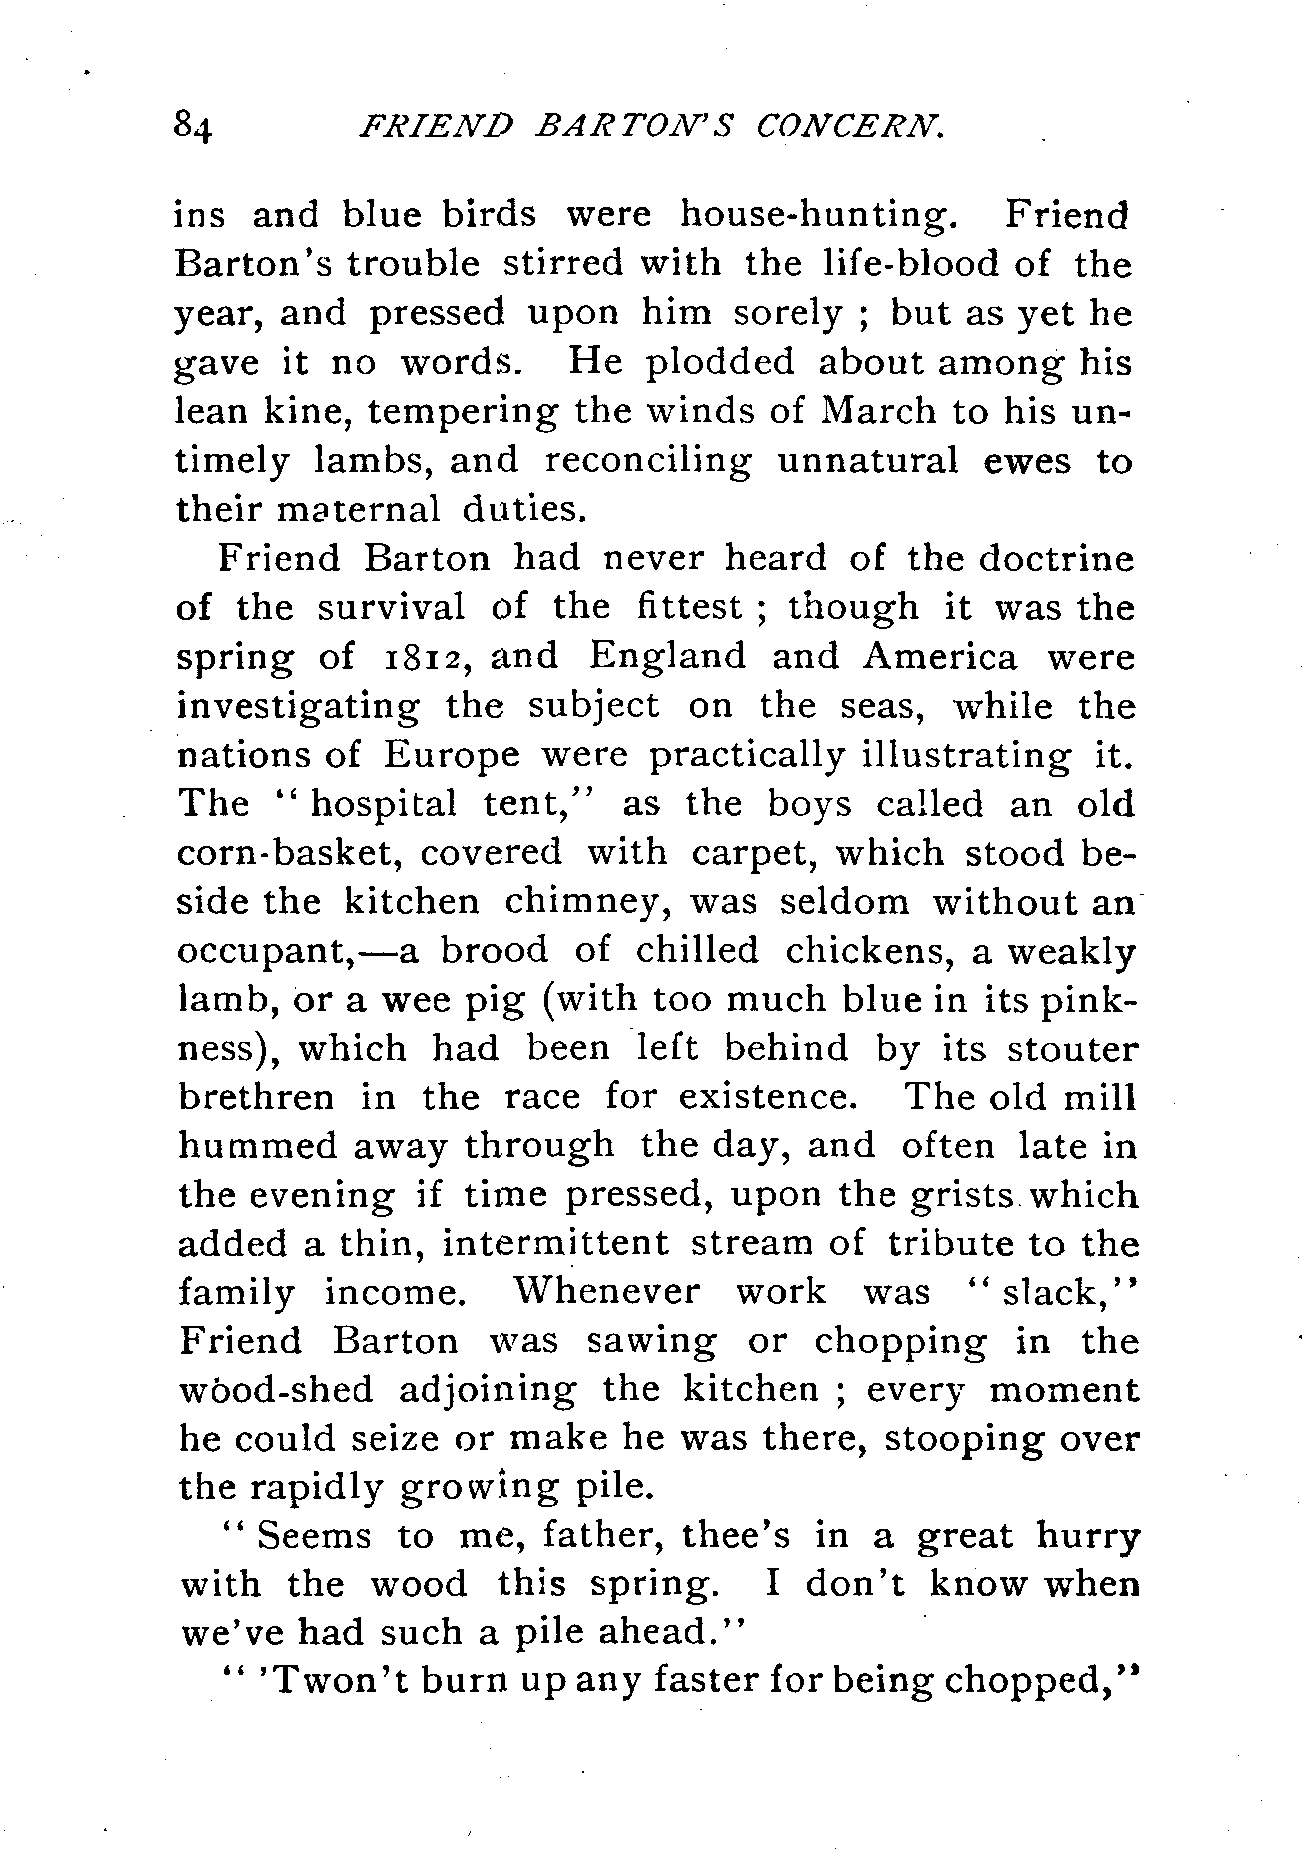 84 FRIEND BARTON'S CONCERN.
ins and blue birds were house-hunting. Friend
Barton's trouble stirred with the life-blood of the
year, and pressed upon him sorely ; but as yet he
gave it no words. He plodded about among his
lean kine, tempering the winds of March to his un-
timely lambs, and reconciling unnatural ewes to
their maternal duties.
Friend Barton had never heard of the doctrine
of the survival of the fittest ; though it was the
spring of 1812, and England and America were
investigating the subject on the seas, while the
nations of Europe were practically illustrating it.
The " hospital tent," as the boys called an old
corn-basket, covered with carpet, which stood be-
side the kitchen chimney, was seldom without an
occupant,—a brood of chilled chickens, a weakly
lamb, or a wee pig (with too much blue in its pink-
ness), which had been left behind by its stouter
brethren in the race for existence. The old mill
hummed away through the day, and often late in
the evening if time pressed, upon the grists which
added a thin, intermittent stream of tribute to the
family income. Whenever work was " slack,"
Friend Barton was sawing or chopping in the
wood-shed adjoining the kitchen ; every moment
he could seize or make he was there, stooping over
the rapidly growing pile.
" Seems to me, father, thee's in a great hurry
with the wood this spring. I don't know when
we've had such a pile ahead."
" 'Twon't burn up any faster for being chopped,"